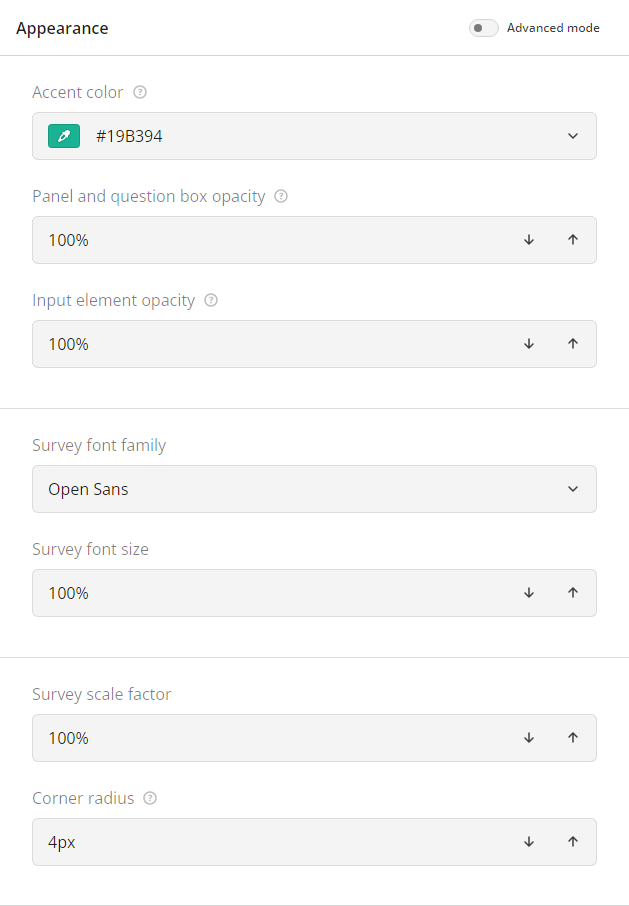 Appearance
Advanced mode
Accent color
#19B394
Panel and question box opacity
100%
Input element opacity
100%
Survey font family
Open Sans
Survey font size
100%
Survey scale factor
100%
Corner radius
4px